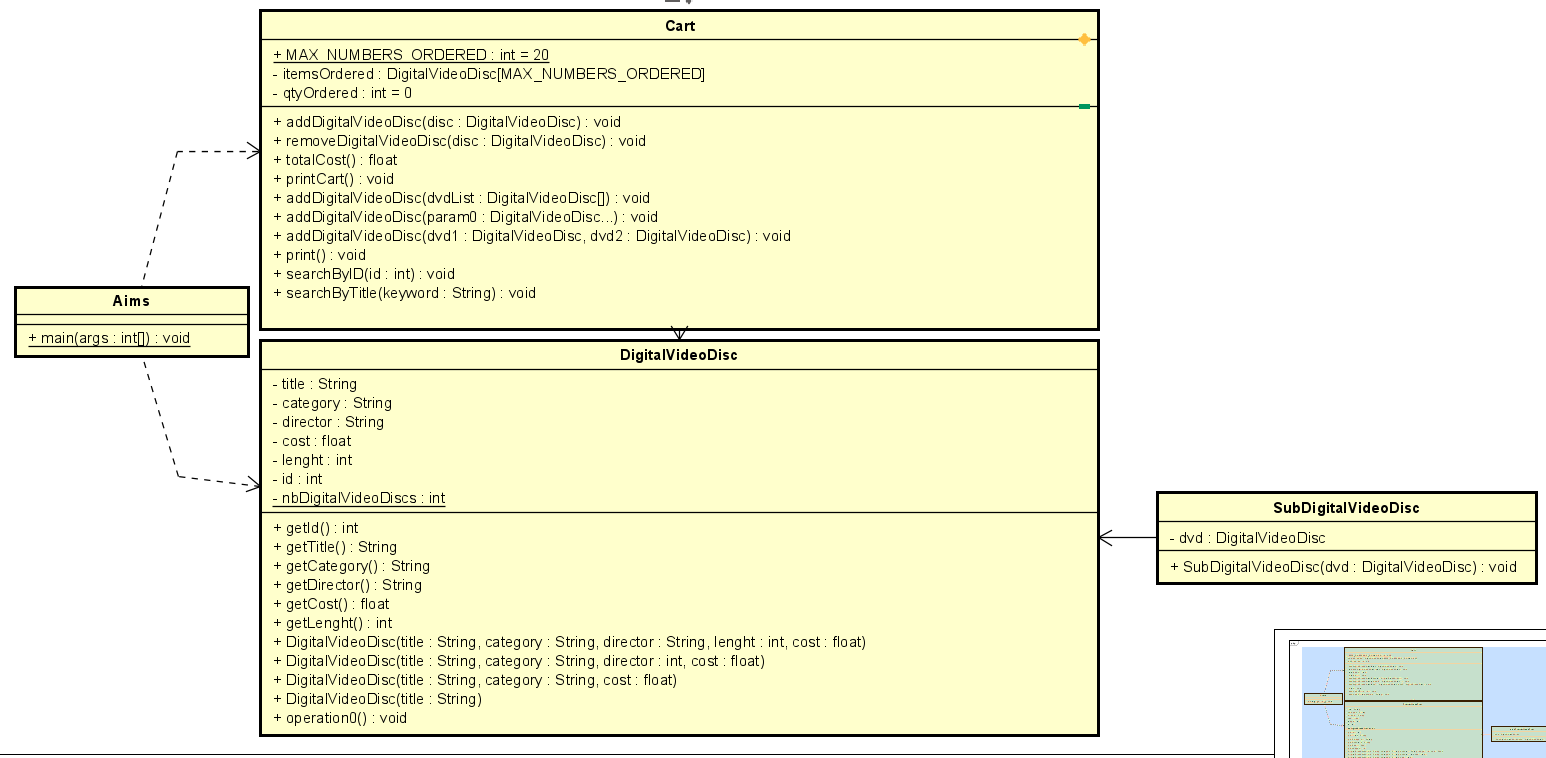 Cart
+ MAX_NUMBERS_ORDERED : int = 20
- itemsOrdered : DigitalVideoDisc[MAX_NUMBERS_ORDERED]
- qtyOrdered : int = 0
+ addDigitalVideoDisc(disc : DigitalVideoDisc) : void
+ removeDigitalVideoDisc(disc : DigitalVideoDisc) : void
+ totalCost() : float
+ printCart() : void
+ addDigitalVideoDisc(dvdList : DigitalVideoDisc[]) : void
+ addDigitalVideoDisc(param0 : DigitalVideoDisc...) : void
+ addDigitalVideoDisc(dvd1 : DigitalVideoDisc, dvd2 : DigitalVideoDisc) : void
+ print() : void
+ searchByID(id : int) : void
+ searchByTitle(keyword : String) : void
Aims
+ main(args : int[]) : void
DigitalVideoDisc
- title : String
- category : String
- director : String
- cost : float
- lenght : int
- id : int
- nbDigitalVideoDiscs : int
+ getId() : int
+ getTitle() : String
+ getCategory() : String
+ getDirector() : String
+ getCost() : float
+ getLenght() : int
+ DigitalVideoDisc(title : String, category : String, director : String, lenght : int, cost : float)
+ DigitalVideoDisc(title : String, category : String, director : int, cost : float)
+ DigitalVideoDisc(title : String, category : String, cost : float)
+ DigitalVideoDisc(title : String)
+ operation0() : void
SubDigitalVideoDisc
- dvd : DigitalVideoDisc
+ SubDigitalVideoDisc(dvd : DigitalVideoDisc) : void